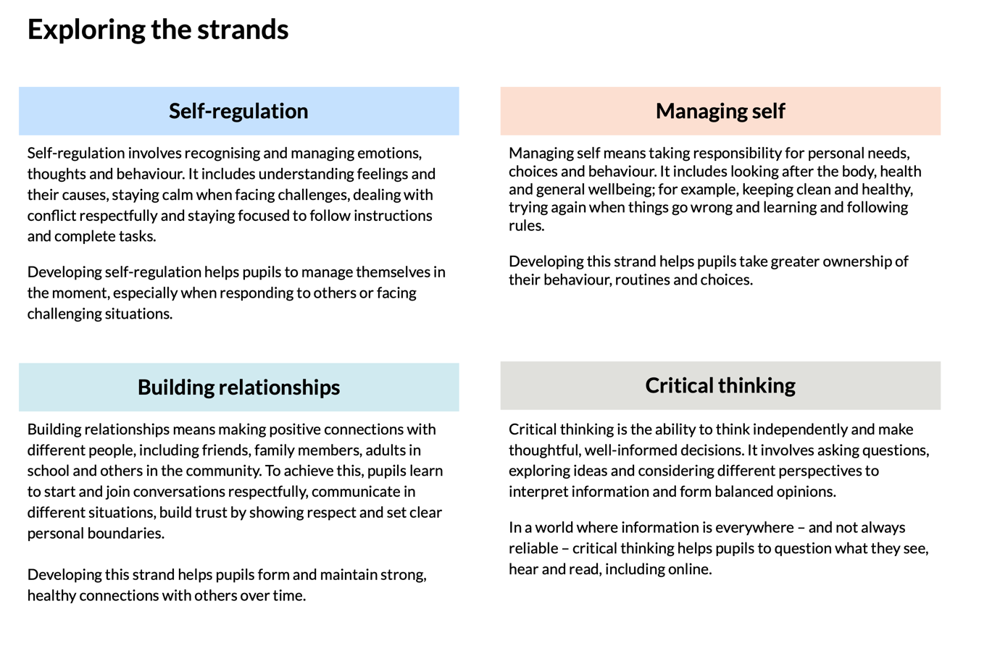 Exploring the strands
Self-regulation
Self-regulation involves recognising and managing emotions,
thoughts and behaviour. It includes understanding feelings and
their causes, staying calm when facing challenges, dealing with
conflict respectfully and staying focused to follow instructions
and complete tasks.
Developing self-regulation helps pupils to manage themselves in
the moment, especially when responding to others or facing
challenging situations.
Managing self
Managing self means taking responsibility for personal needs,
choices and behaviour. It includes looking after the body, health
and general wellbeing; for example, keeping clean and healthy,
trying again when things go wrong and learning and following
rules.
Developing this strand helps pupils take greater ownership of
their behaviour, routines and choices.
Building relationships
Building relationships means making positive connections with
different people, including friends, family members, adults in
school and others in the community. To achieve this, pupils learn
to start and join conversations respectfully, communicate in
different situations, build trust by showing respect and set clear
personal boundaries.
Developing this strand helps pupils form and maintain strong,
healthy connections with others over time.
Critical thinking
Critical thinking is the ability to think independently and make
thoughtful, well-informed decisions. It involves asking questions,
exploring ideas and considering different perspectives to
interpret information and form balanced opinions.
In a world where information is everywhere – and not always
reliable – critical thinking helps pupils to question what they see,
hear and read, including online.